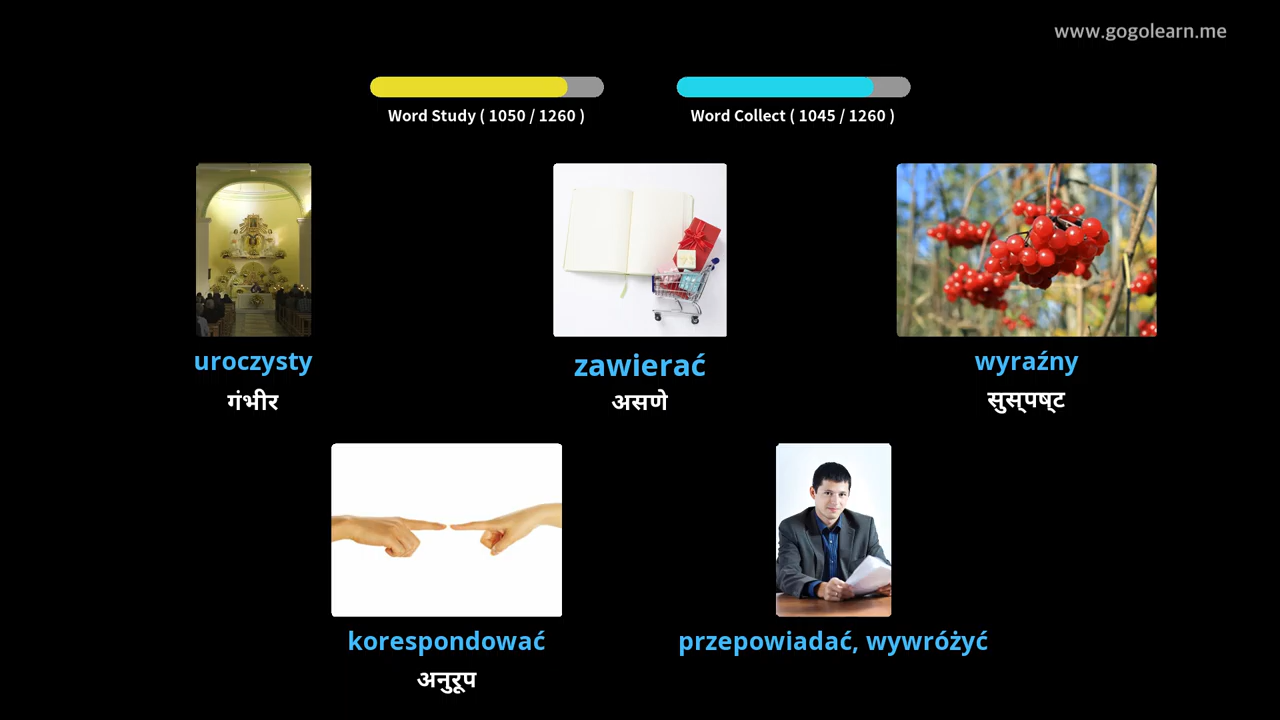 www.gogolearn.me
Word Study ( 1050 / 1260 )
Word Collect ( 1045 / 1260 )
uroczysty
गंभीर
zawierać
असणे
wyraźny
सुस्पष्ट
korespondować
अनुरूप
przepowiadać, wywróżyć